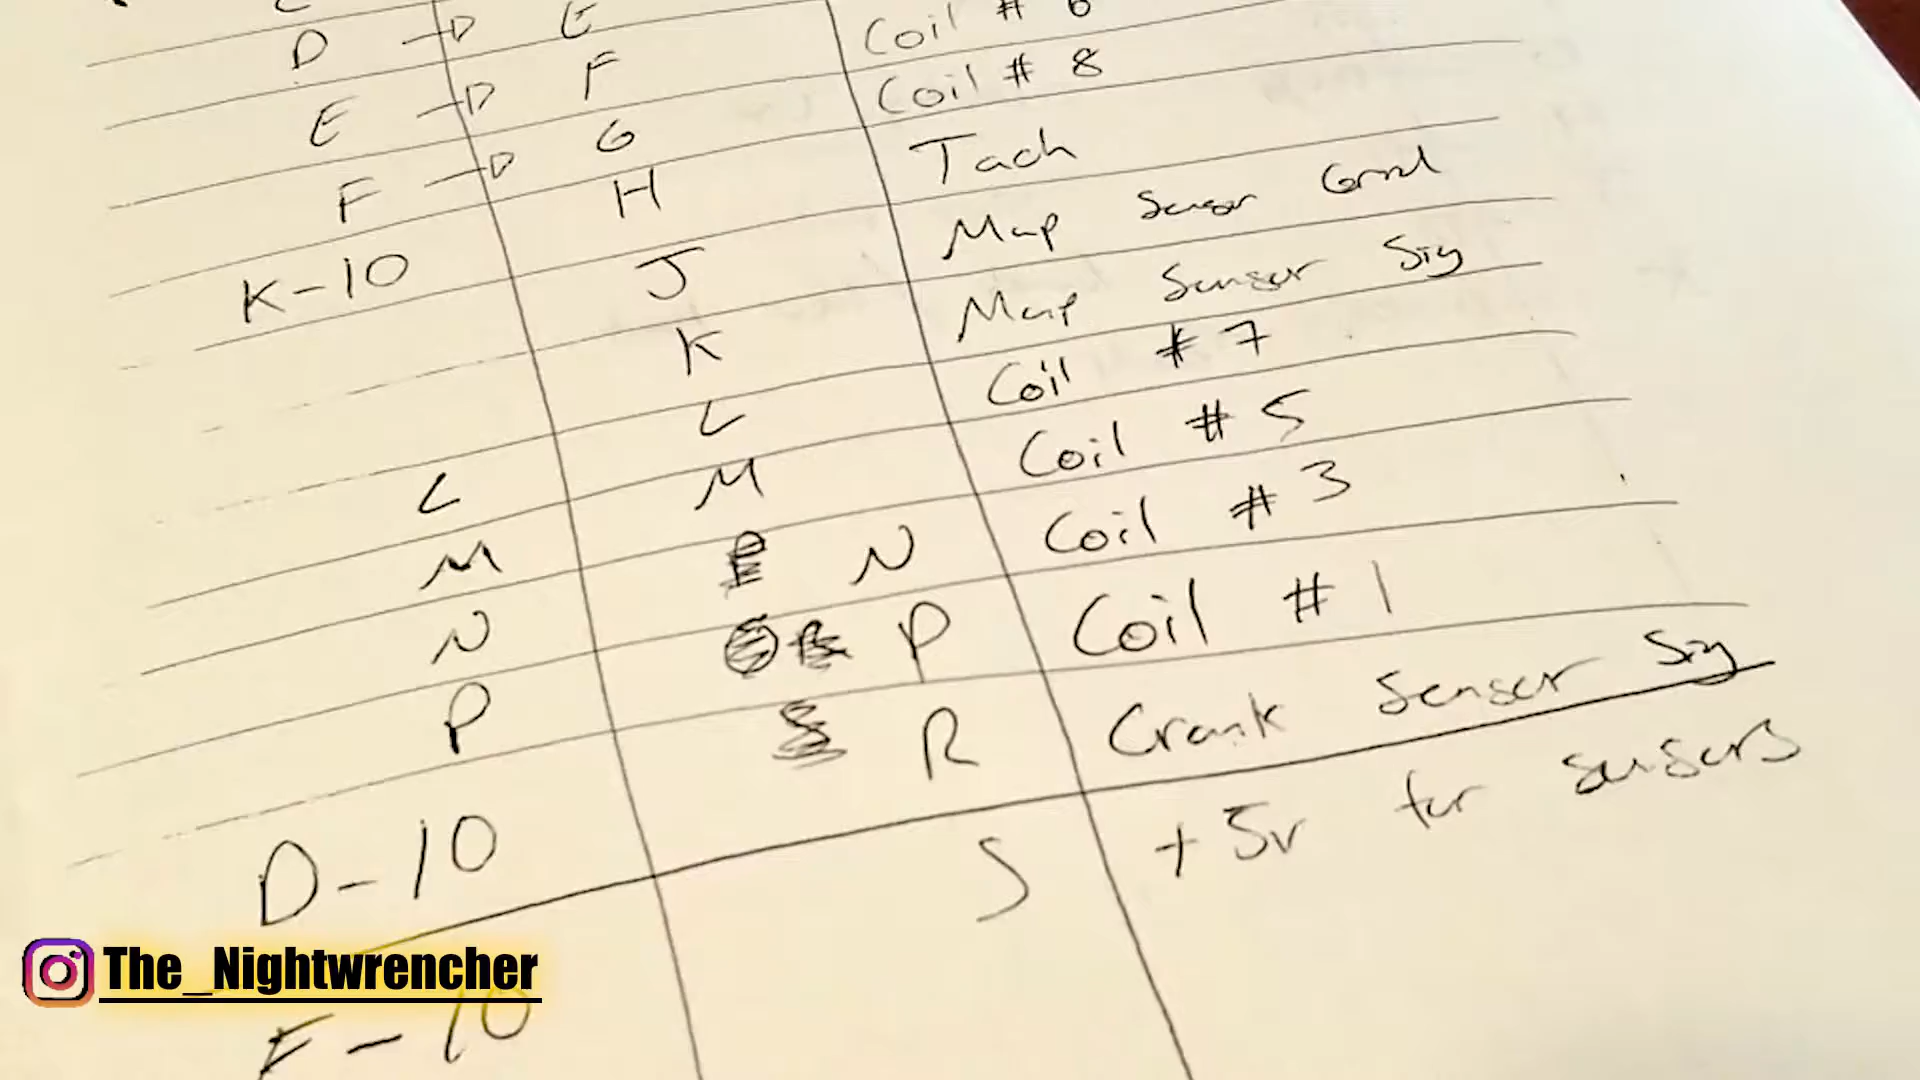 D → E
E → F Coil # 6
F → G Coil # 8
K-10 H Tach
J Map Sensor Grnd
K Map Sensor Sig
L L Coil # 7
M M Coil # 5
N N Coil # 3
P P Coil # 1
D-10 R Crank Sensor Sig
E-10 S +5v for sensors
The_Nightwrencher